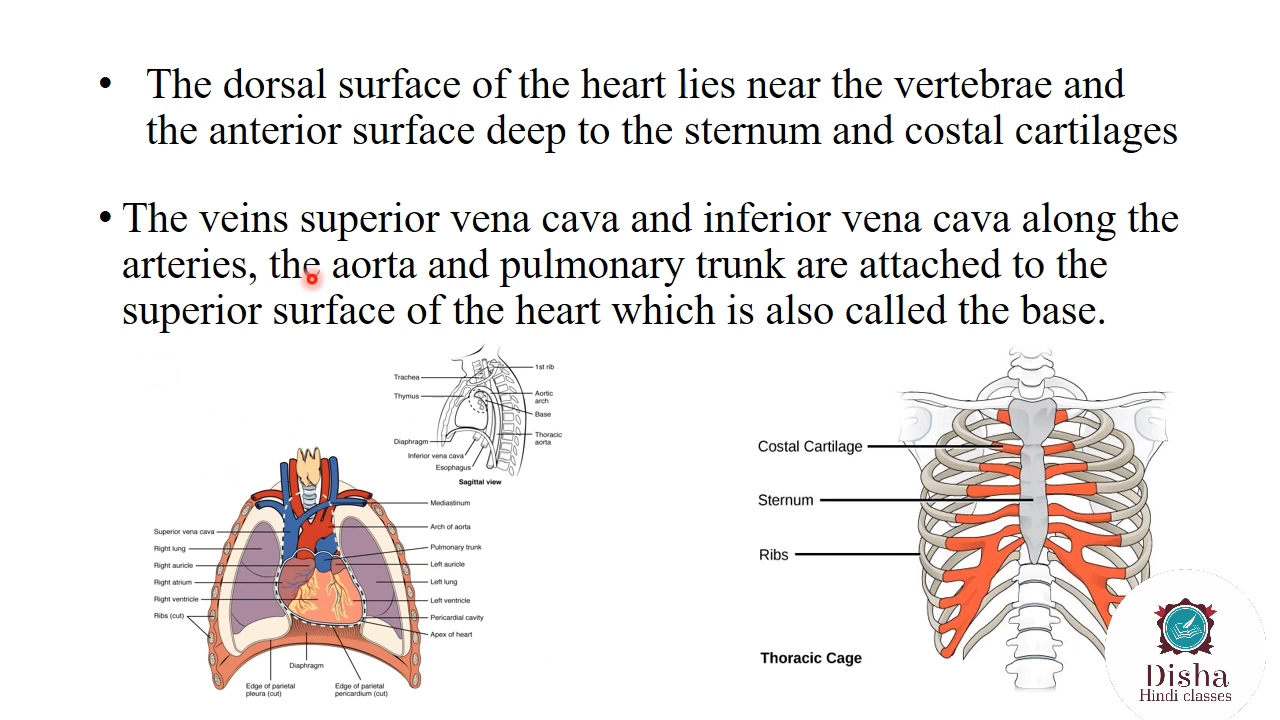 • The dorsal surface of the heart lies near the vertebrae and
the anterior surface deep to the sternum and costal cartilages
• The veins superior vena cava and inferior vena cava along the
arteries, the aorta and pulmonary trunk are attached to the
superior surface of the heart which is also called the base.
1st rib
Trachea
Thymus
Aortic
arch
Base
Thoracic
aorta
Diaphragm
Inferior vena cava
Esophagus
Sagittal view
Mediastinum
Superior vena cava
Arch of aorta
Right lung
Pulmonary trunk
Right auricle
Left auricle
Right atrium
Left lung
Right ventricle
Left ventricle
Ribs (cut)
Pericardial cavity
Apex of heart
Diaphragm
Edge of parietal
pleura (cut)
Edge of parietal
pericardium (cut)
Costal Cartilage
Sternum
Ribs
Thoracic Cage
Disha
Hindi classes